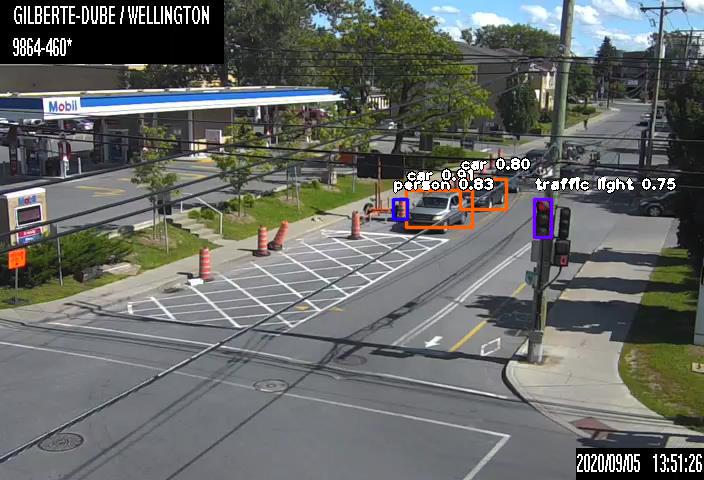 GILBERTE-DUBE / WELLINGTON
9864-460*
Mobil
car 0.80
car 0.91
person 0.83
traffic light 0.75
2020/09/05 13:51:26